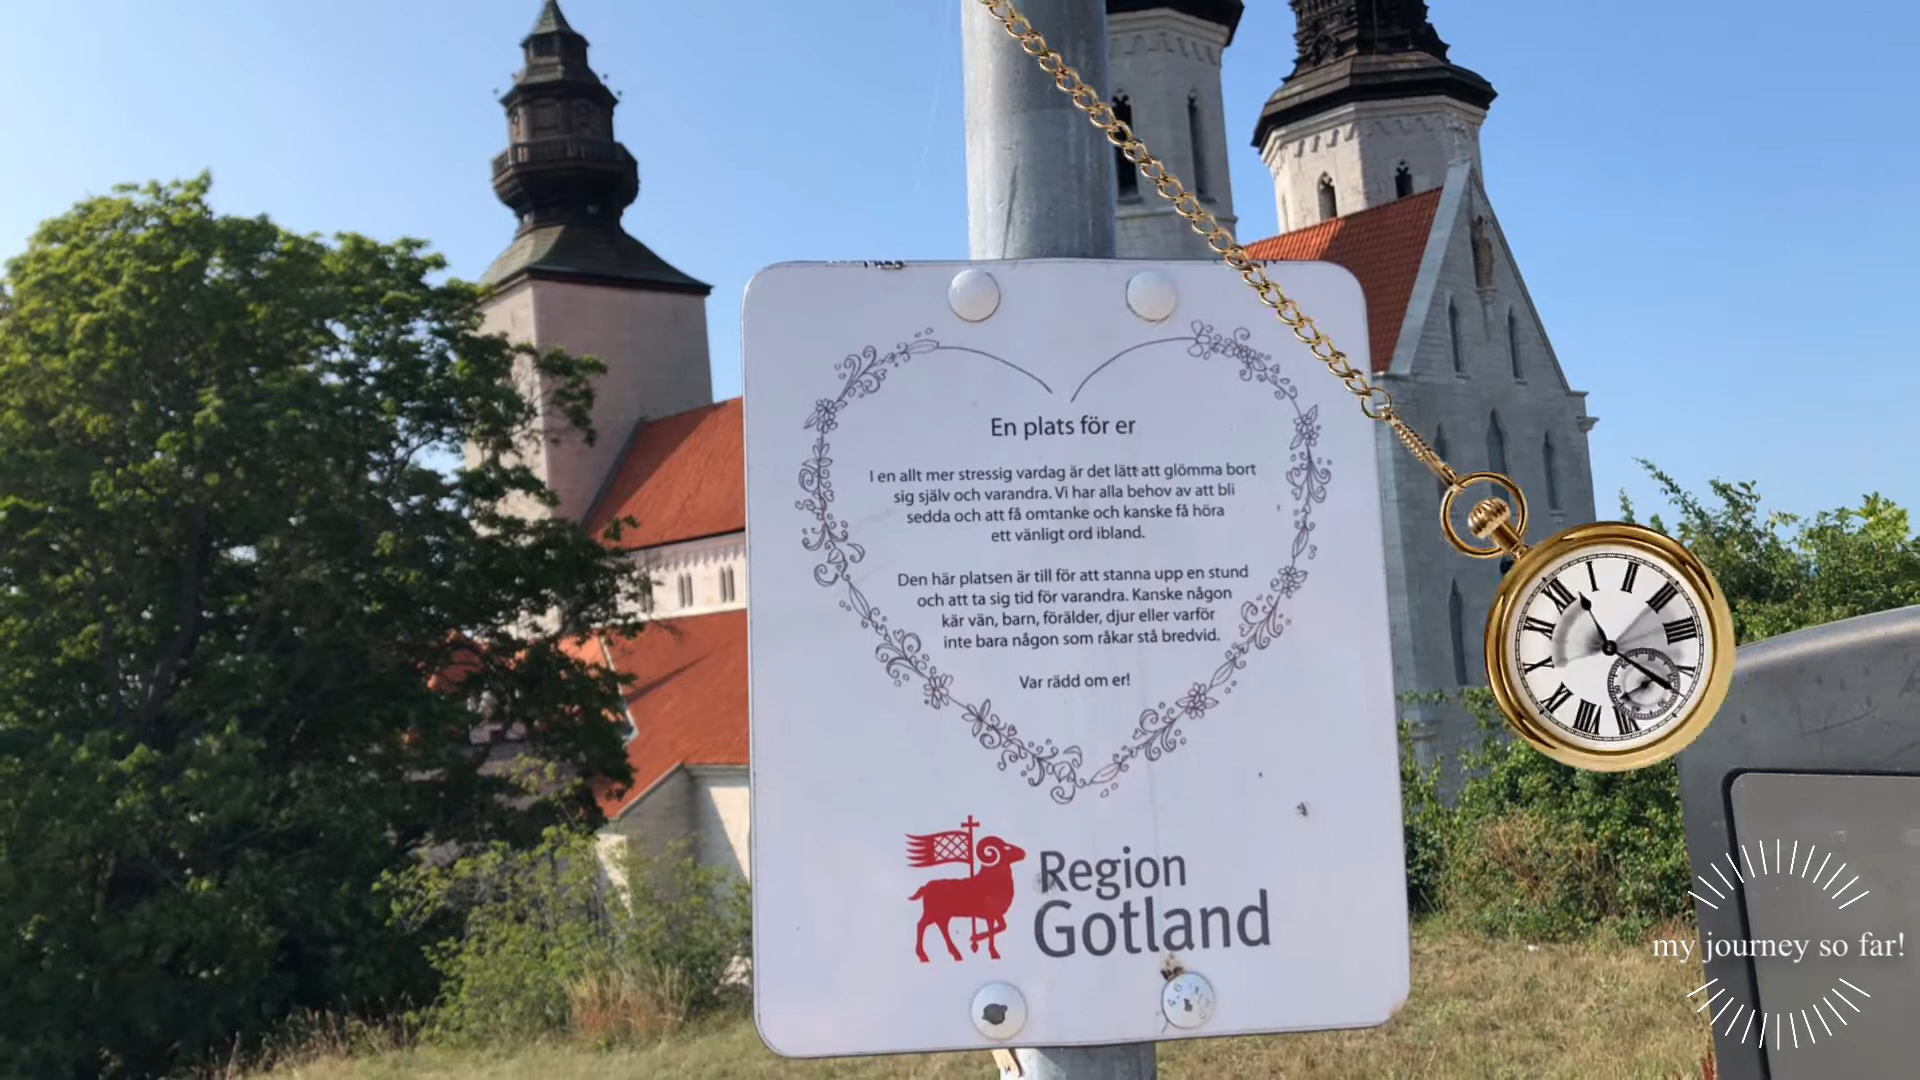 En plats för er
I en allt mer stressig vardag är det lätt att glömma bort
sig själv och varandra. Vi har alla behov av att bli
sedda och att få omtanke och kanske få höra
ett vänligt ord ibland.
Den här platsen är till för att stanna upp en stund
och att ta sig tid för varandra. Kanske någon
kär vän, barn, förälder, djur eller varför
inte bara någon som råkar stå bredvid.
Var rädd om er!
Region
Gotland
my journey so far!